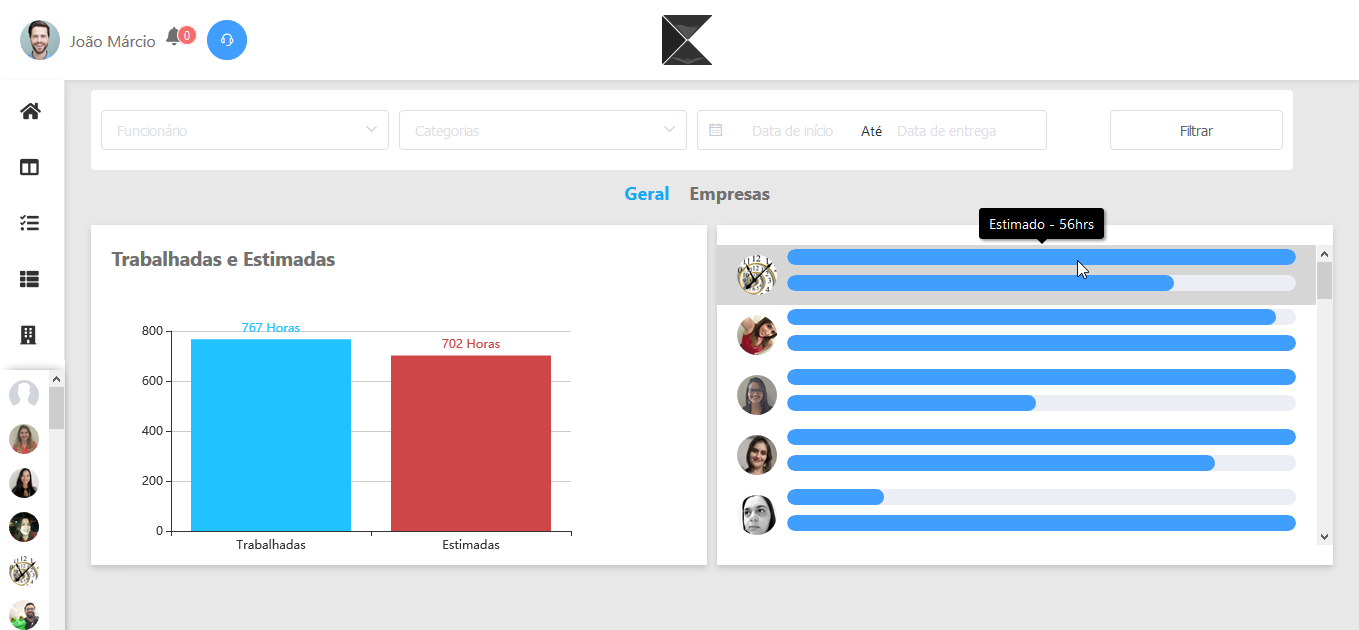 João Márcio
0
Funcionário
Categorias
Data de início Até Data de entrega
Filtrar
Geral Empresas
Estimado - 56hrs
Trabalhadas e Estimadas
800
600
400
200
0
767 Horas
702 Horas
Trabalhadas
Estimadas